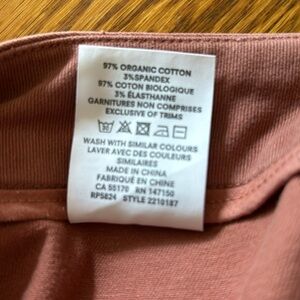 97% ORGANIC COTTON
3%SPANDEX
97% COTON BIOLOGIQUE
3% ÉLASTHANNE
GARNITURES NON COMPRISES
EXCLUSIVE OF TRIMS
WASH WITH SIMILAR COLOURS
LAVER AVEC DES COULEURS
SIMILAIRES
MADE IN CHINA
FABRIQUÉ EN CHINE
CA 55170 RN 147150
RP5824 STYLE 2210187